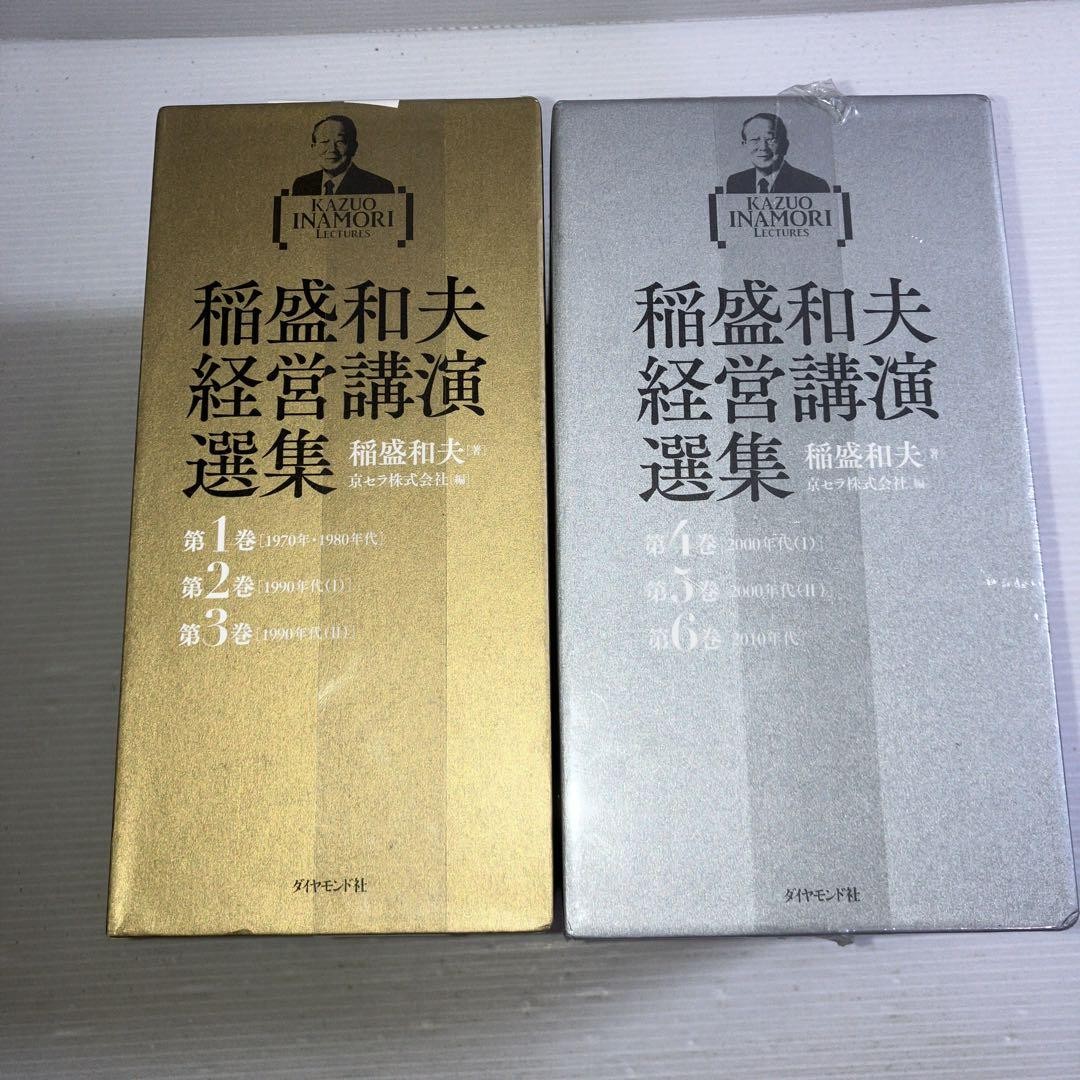 KAZUO
INAMORI
LECTURES
稲盛和夫
経営講演
選集
稲盛和夫[著]
京セラ株式会社[編]
第1巻[1970年・1980年代]
第2巻[1990年代(I)]
第3巻[1990年代(II)]
ダイヤモンド社
KAZUO
INAMORI
LECTURES
稲盛和夫
経営講演
選集
稲盛和夫[著]
京セラ株式会社[編]
第4巻[2000年代(I)]
第5巻[2000年代(II)]
第6巻[2010年代]
ダイヤモンド社